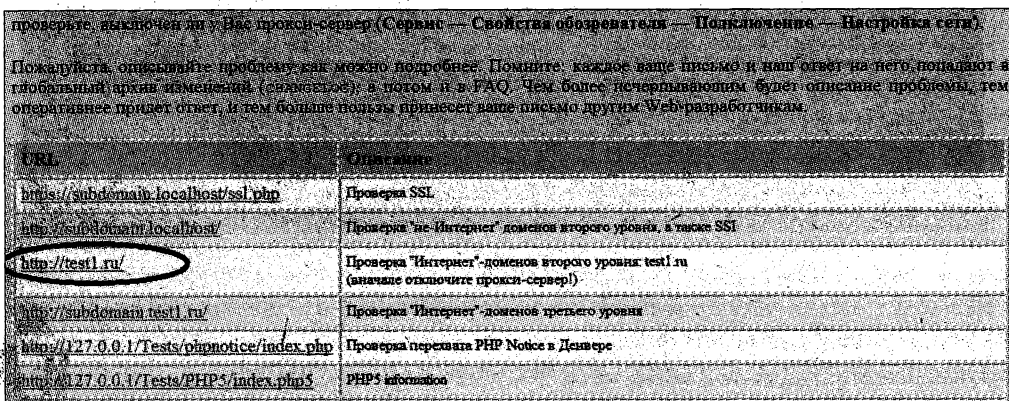 проверьте, выключен ли у Вас прокси-сервер (Сервис — Свойства обозревателя — Подключение — Настройка сети).
Пожалуйста, описывайте проблему как можно подробнее. Помните: каждое ваше письмо и наш ответ на него попадают в
глобальный архив изменений (CHANGELOG), а потом и в FAQ. Чем более исчерпывающим будет описание проблемы, тем
оперативнее придет ответ, и тем больше пользы принесет ваше письмо другим Web-разработчикам.
URL Описание
https://subdomain.localhost/ssl.php Проверка SSL
http://subdomain.localhost/ Проверка "не-Интернет" доменов второго уровня, а также SSI
http://test1.ru/ Проверка "Интернет"-доменов второго уровня: test1.ru
(вначале отключите прокси-сервер!)
http://subdomain.test1.ru/ Проверка "Интернет"-доменов третьего уровня
http://127.0.0.1/Tests/phpnotice/index.php Проверка перехвата PHP Notice в Денвере
http://127.0.0.1/Tests/PHP5/index.php5 PHP5 information